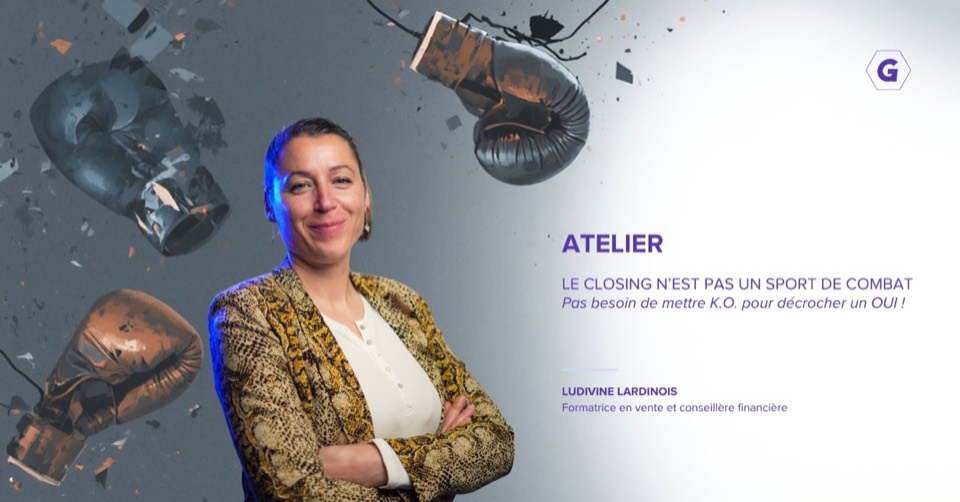 G
ATELIER
LE CLOSING N'EST PAS UN SPORT DE COMBAT
Pas besoin de mettre K.O. pour décrocher un OUI !
LUDIVINE LARDINOIS
Formatrice en vente et conseillère financière